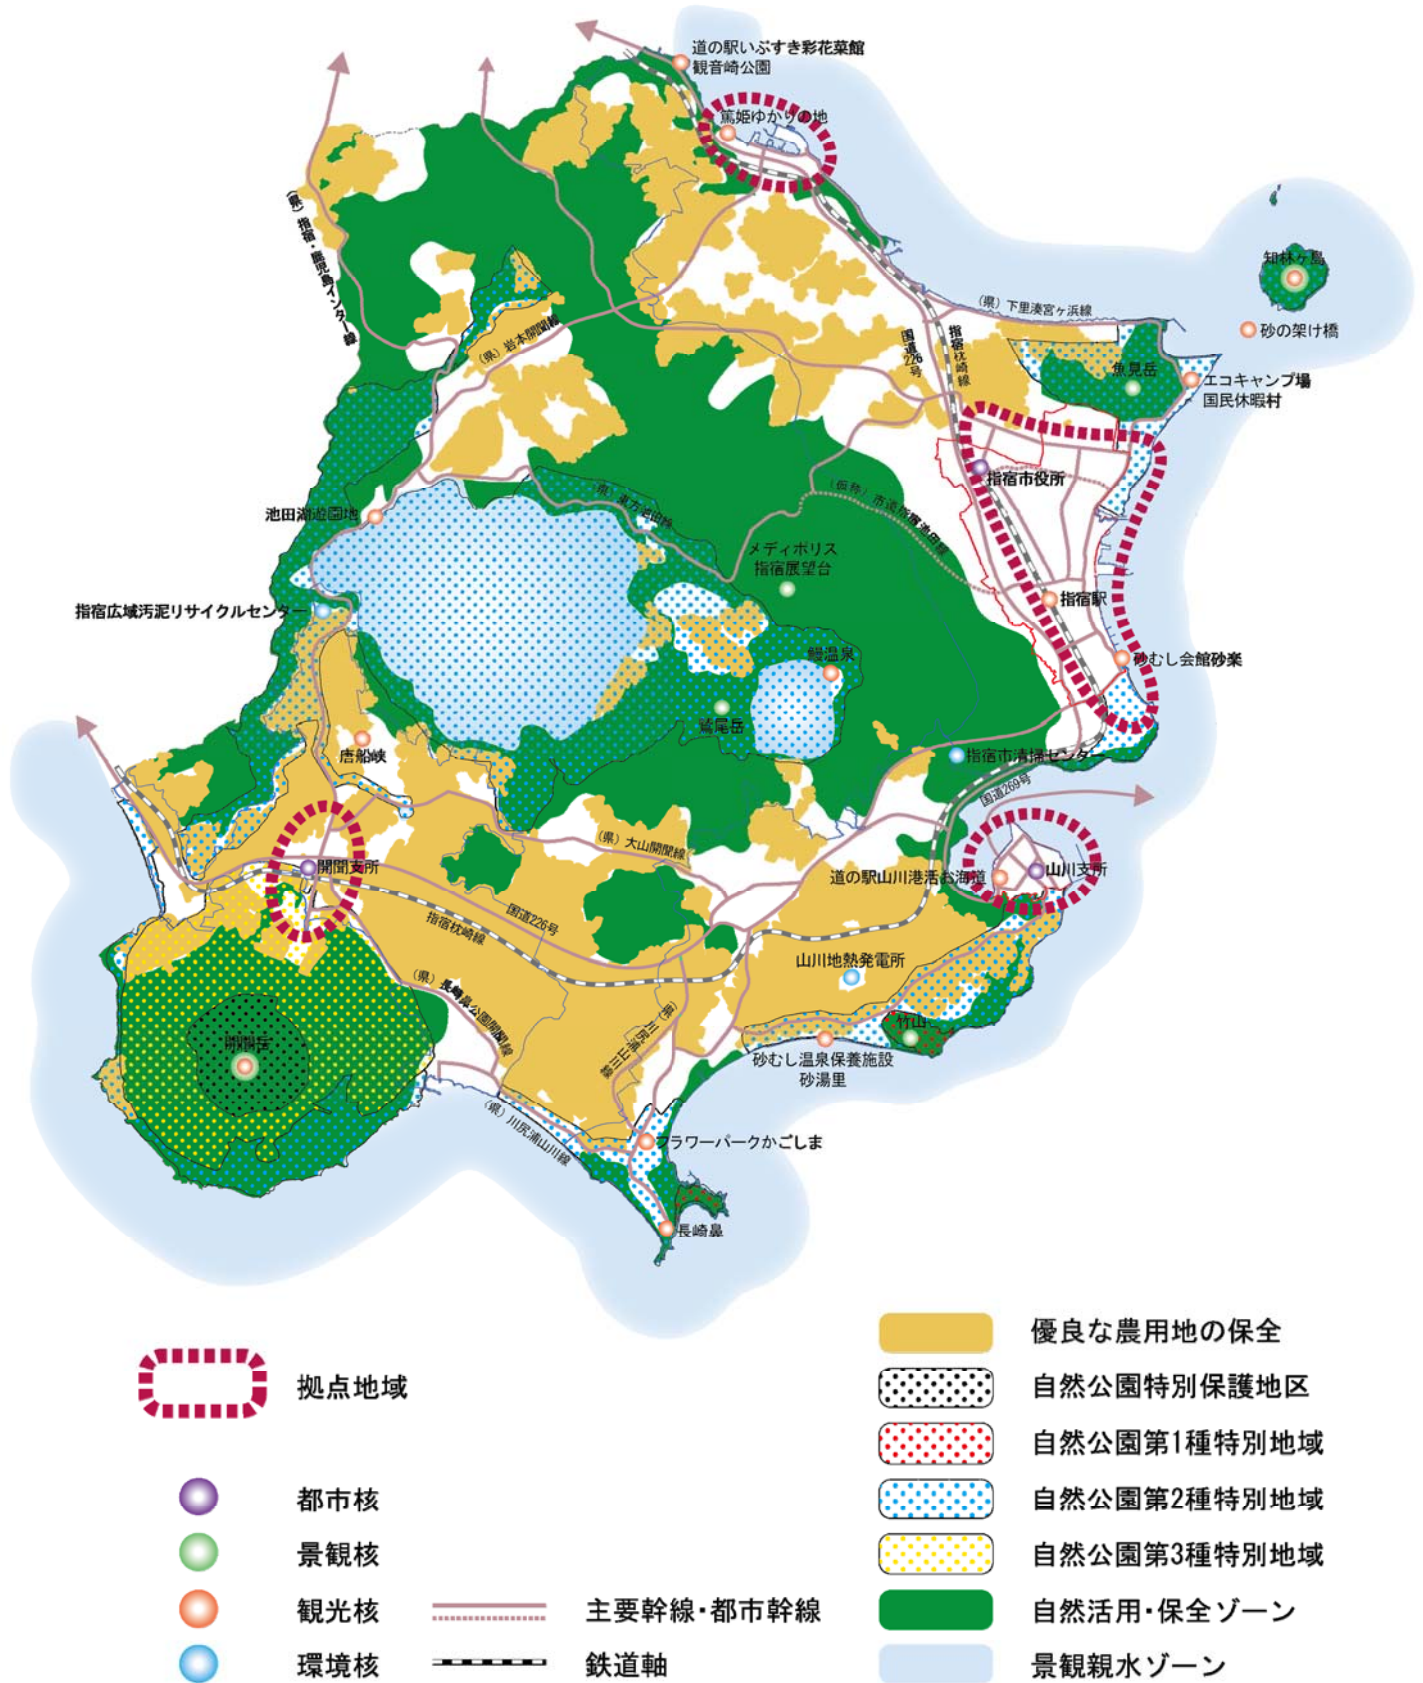 道の駅いぶすき彩花菜館
観音崎公園
篤姫ゆかりの地
(県)指宿・鹿児島インター線
知林ヶ島
(県)下里湊宮ヶ浜線
砂の架け橋
(県)岩本開聞線
国道226号
指宿枕崎線
魚見岳
エコキャンプ場
国民休暇村
指宿市役所
(県)東方池田線
(仮称)市道指宿池田線
池田湖遊園地
メディポリス
指宿展望台
指宿駅
指宿広域汚泥リサイクルセンター
鰻温泉
砂むし会館砂楽
鷲尾岳
唐船峡
指宿市清掃センター
国道269号
(県)大山開聞線
開聞支所
道の駅山川港活お海道
山川支所
国道226号
指宿枕崎線
山川地熱発電所
(県)長崎鼻公園開聞線
(県)川尻浦山川線
竹山
開聞岳
砂むし温泉保養施設
砂湯里
(県)川尻浦山川線
フラワーパークかごしま
長崎鼻
拠点地域
都市核
景観核
観光核
環境核
主要幹線・都市幹線
鉄道軸
優良な農用地の保全
自然公園特別保護地区
自然公園第1種特別地域
自然公園第2種特別地域
自然公園第3種特別地域
自然活用・保全ゾーン
景観親水ゾーン